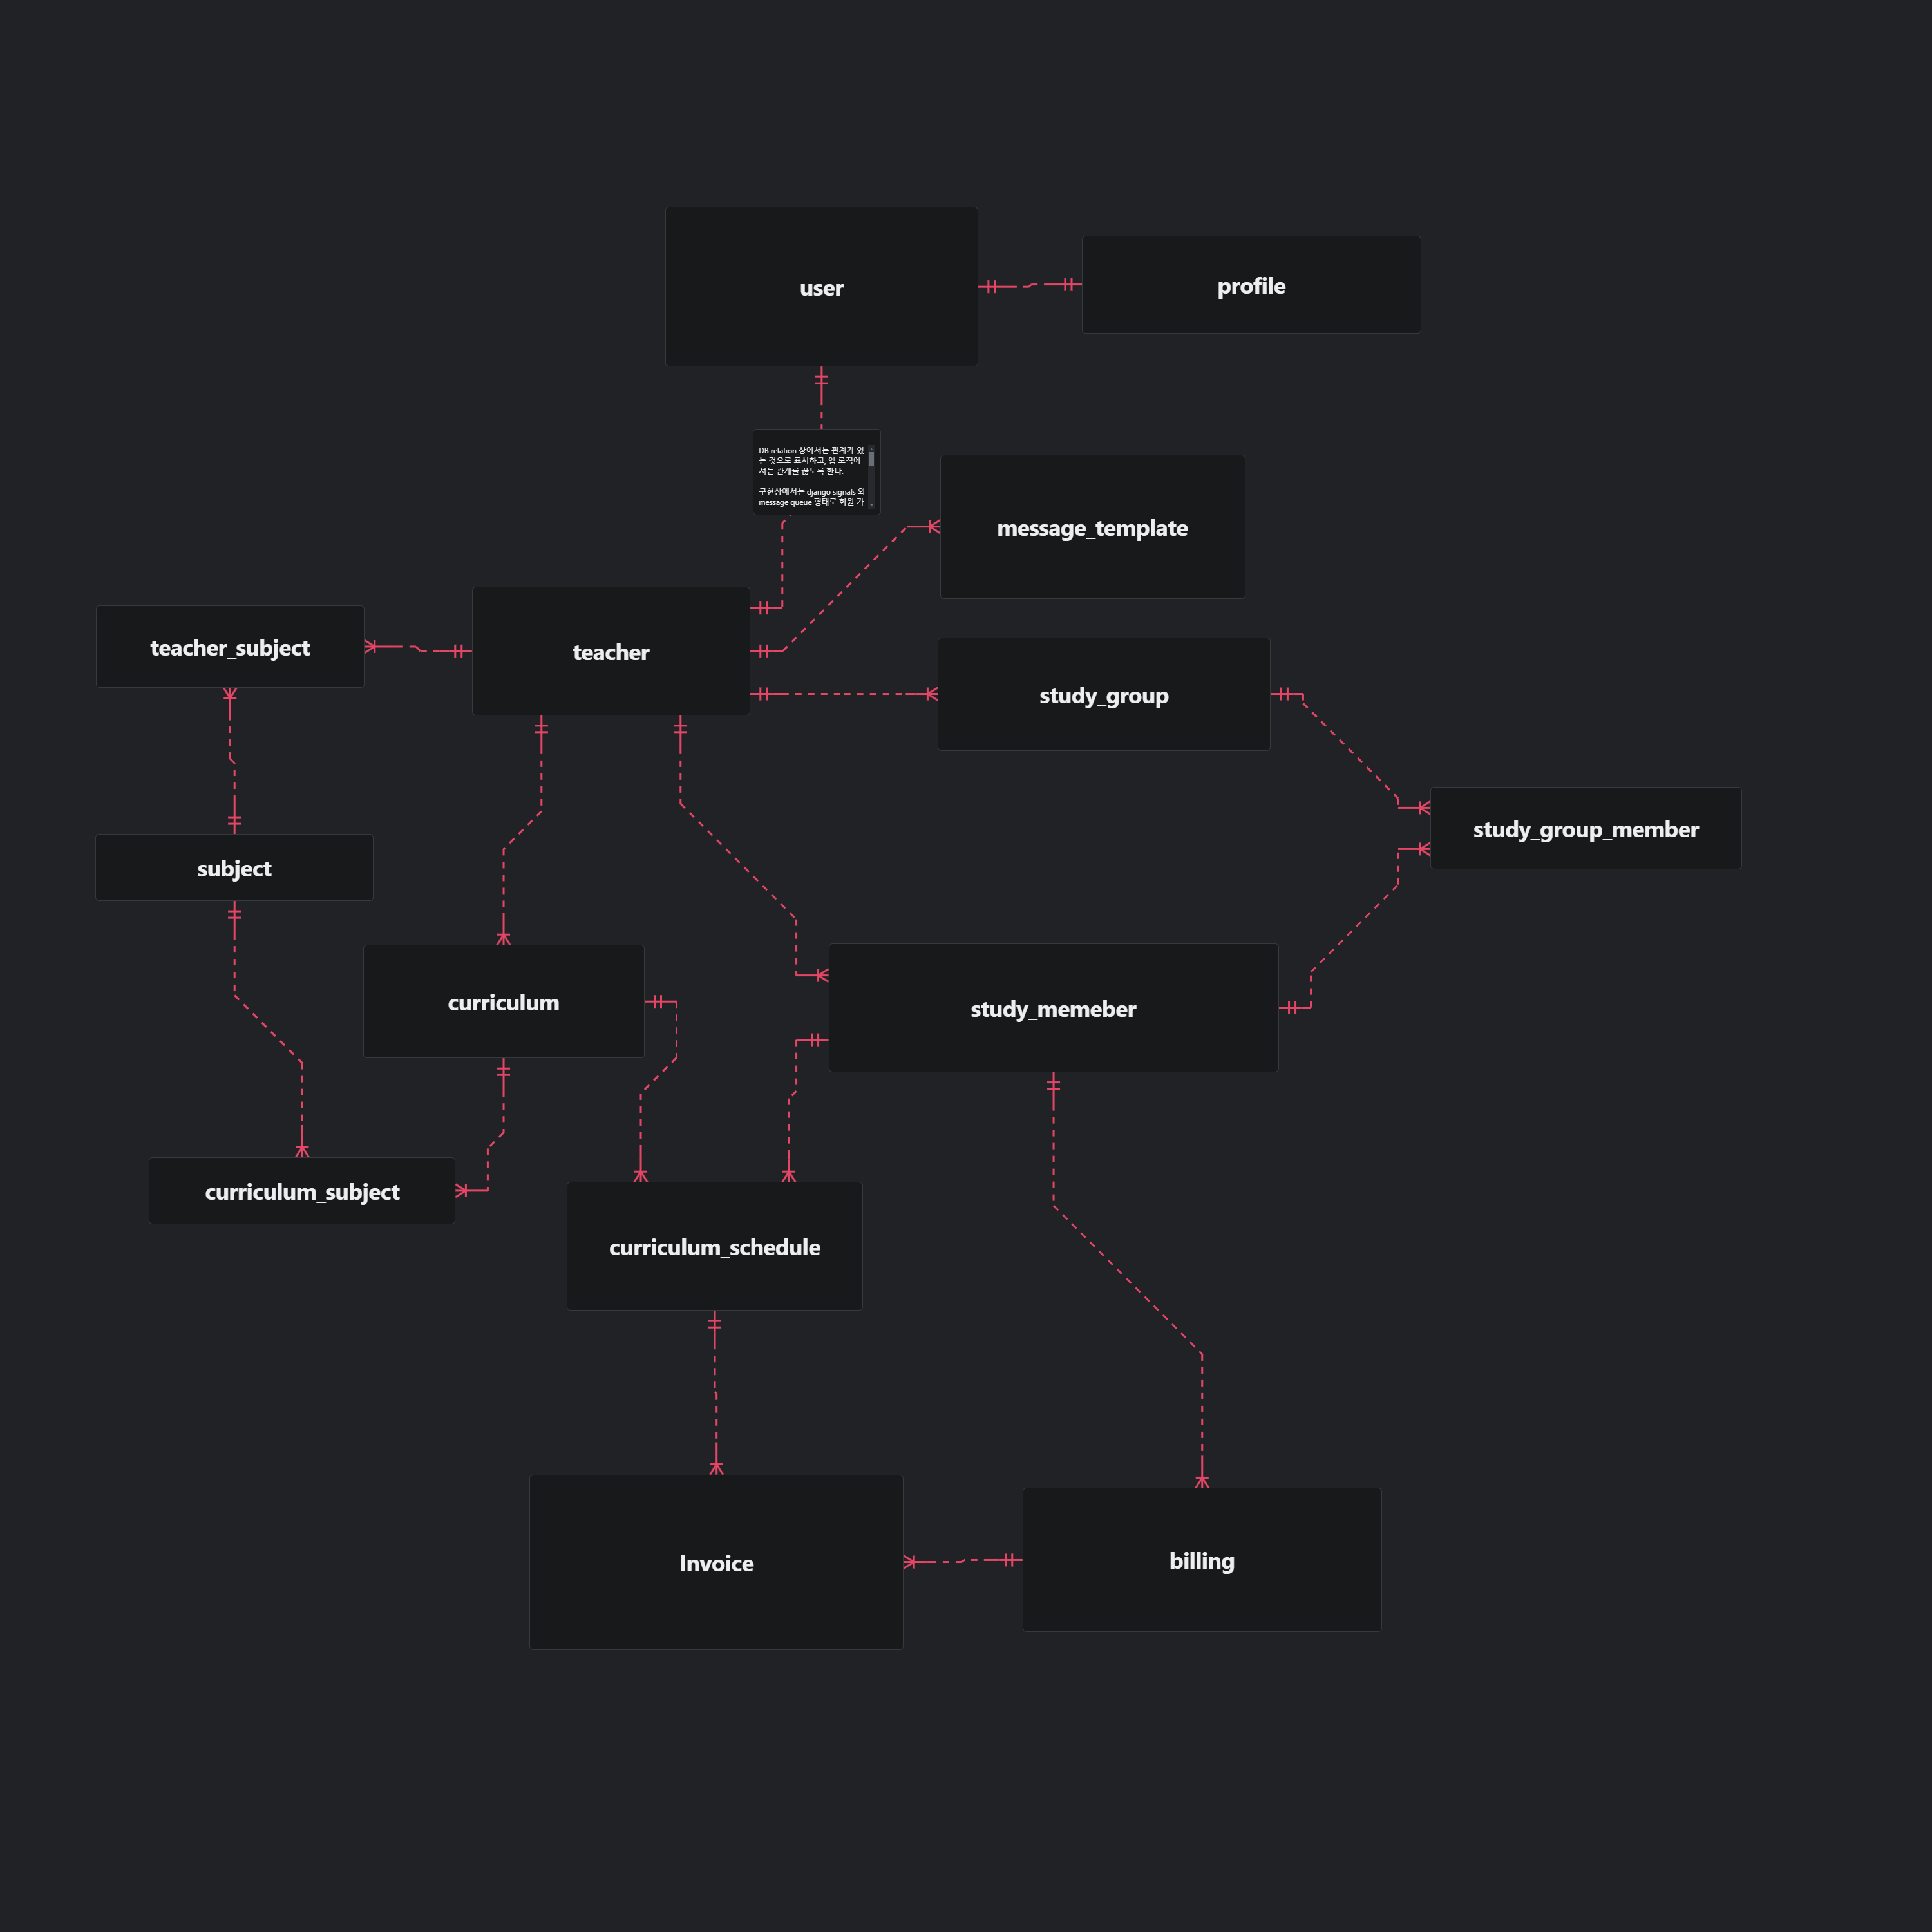 user
profile
DB relation 상에서는 관계가 있
는 것으로 표시하고, 앱 로직에
서는 관계를 끊도록 한다.
구현상에서는 django signals 와
message queue 형태로 회원 가
message_template
teacher_subject
teacher
study_group
study_group_member
subject
curriculum
study_memeber
curriculum_subject
curriculum_schedule
Invoice
billing